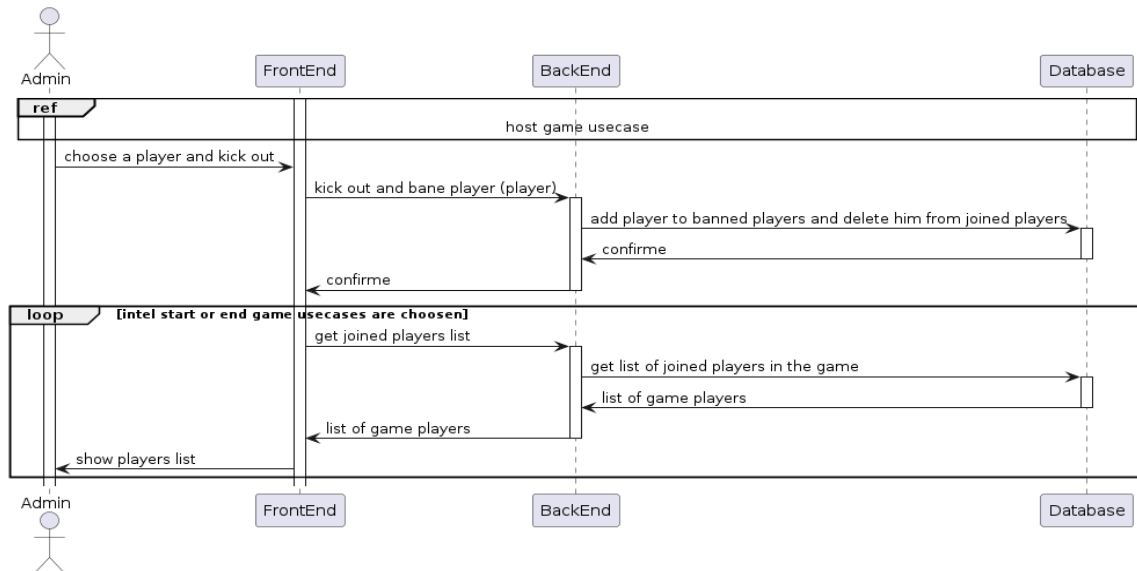 Admin
FrontEnd
BackEnd
Database
ref
host game usecase
choose a player and kick out
kick out and bane player (player)
add player to banned players and delete him from joined players
confirme
confirme
loop
[intel start or end game usecases are choosen]
get joined players list
get list of joined players in the game
list of game players
list of game players
show players list
Admin
FrontEnd
BackEnd
Database